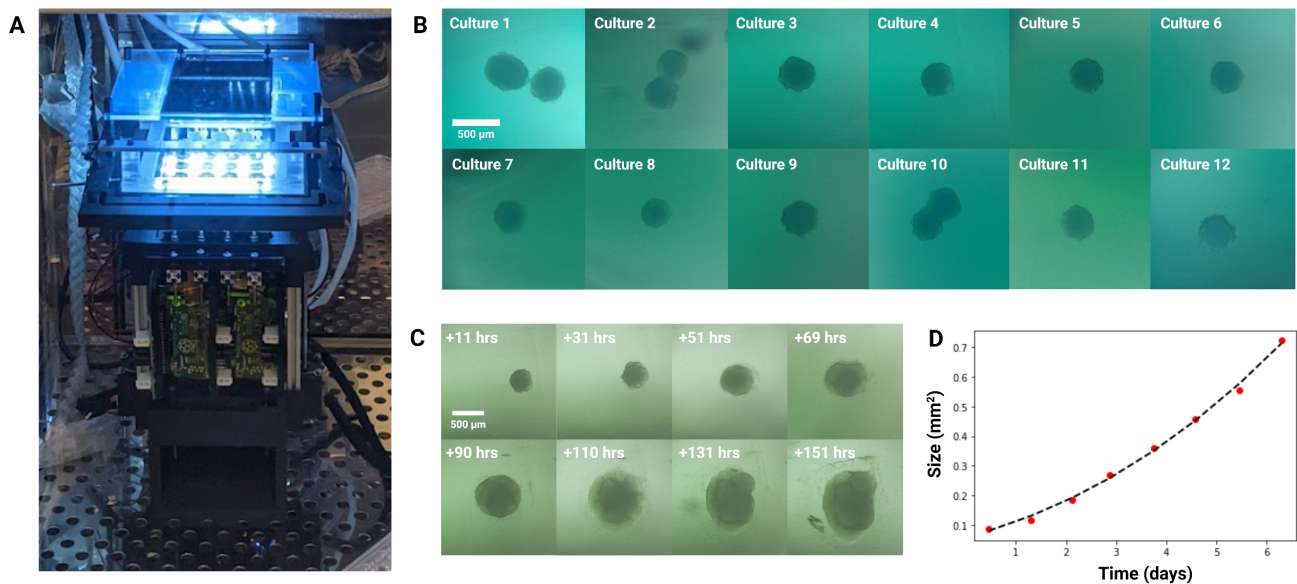 A
B
Culture 1
Culture 2
Culture 3
Culture 4
Culture 5
Culture 6
500 µm
Culture 7
Culture 8
Culture 9
Culture 10
Culture 11
Culture 12
C
+11 hrs
+31 hrs
+51 hrs
+69 hrs
500 µm
+90 hrs
+110 hrs
+131 hrs
+151 hrs
D
Size (mm²)
0.7
0.6
0.5
0.4
0.3
0.2
0.1
1 2 3 4 5 6
Time (days)